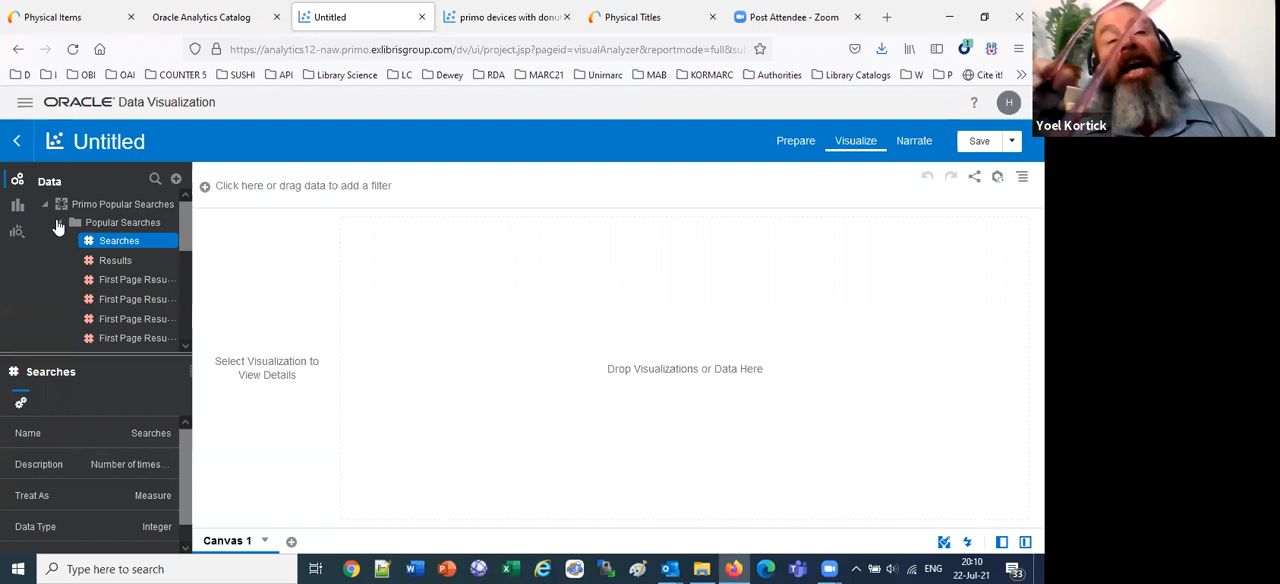 Physical Items
Oracle Analytics Catalog
Untitled
primo devices with donu
Physical Titles
Post Attendee - Zoom
https://analytics12-naw.primo.exlibrisgroup.com/dv/ui/project.jsp?pageid=visualAnalyzer&reportmode=full&su
D
I
OBI
OAI
COUNTER 5
SUSHI
API
Library Science
LC
Dewey
RDA
MARC21
Unimarc
MAB
KORMARC
Authorities
Library Catalogs
W
P
Cite it!
Yoel Kortick
ORACLE Data Visualization
? H
Untitled
Prepare
Visualize
Narrate
Save
Data
Click here or drag data to add a filter
Primo Popular Searches
Popular Searches
Searches
Results
First Page Resu...
First Page Resu...
First Page Resu...
First Page Resu...
Select Visualization to
View Details
Drop Visualizations or Data Here
Searches
Name Searches
Description Number of times...
Treat As Measure
Data Type Integer
Canvas 1
Type here to search
ENG
20:10
22-Jul-21
33